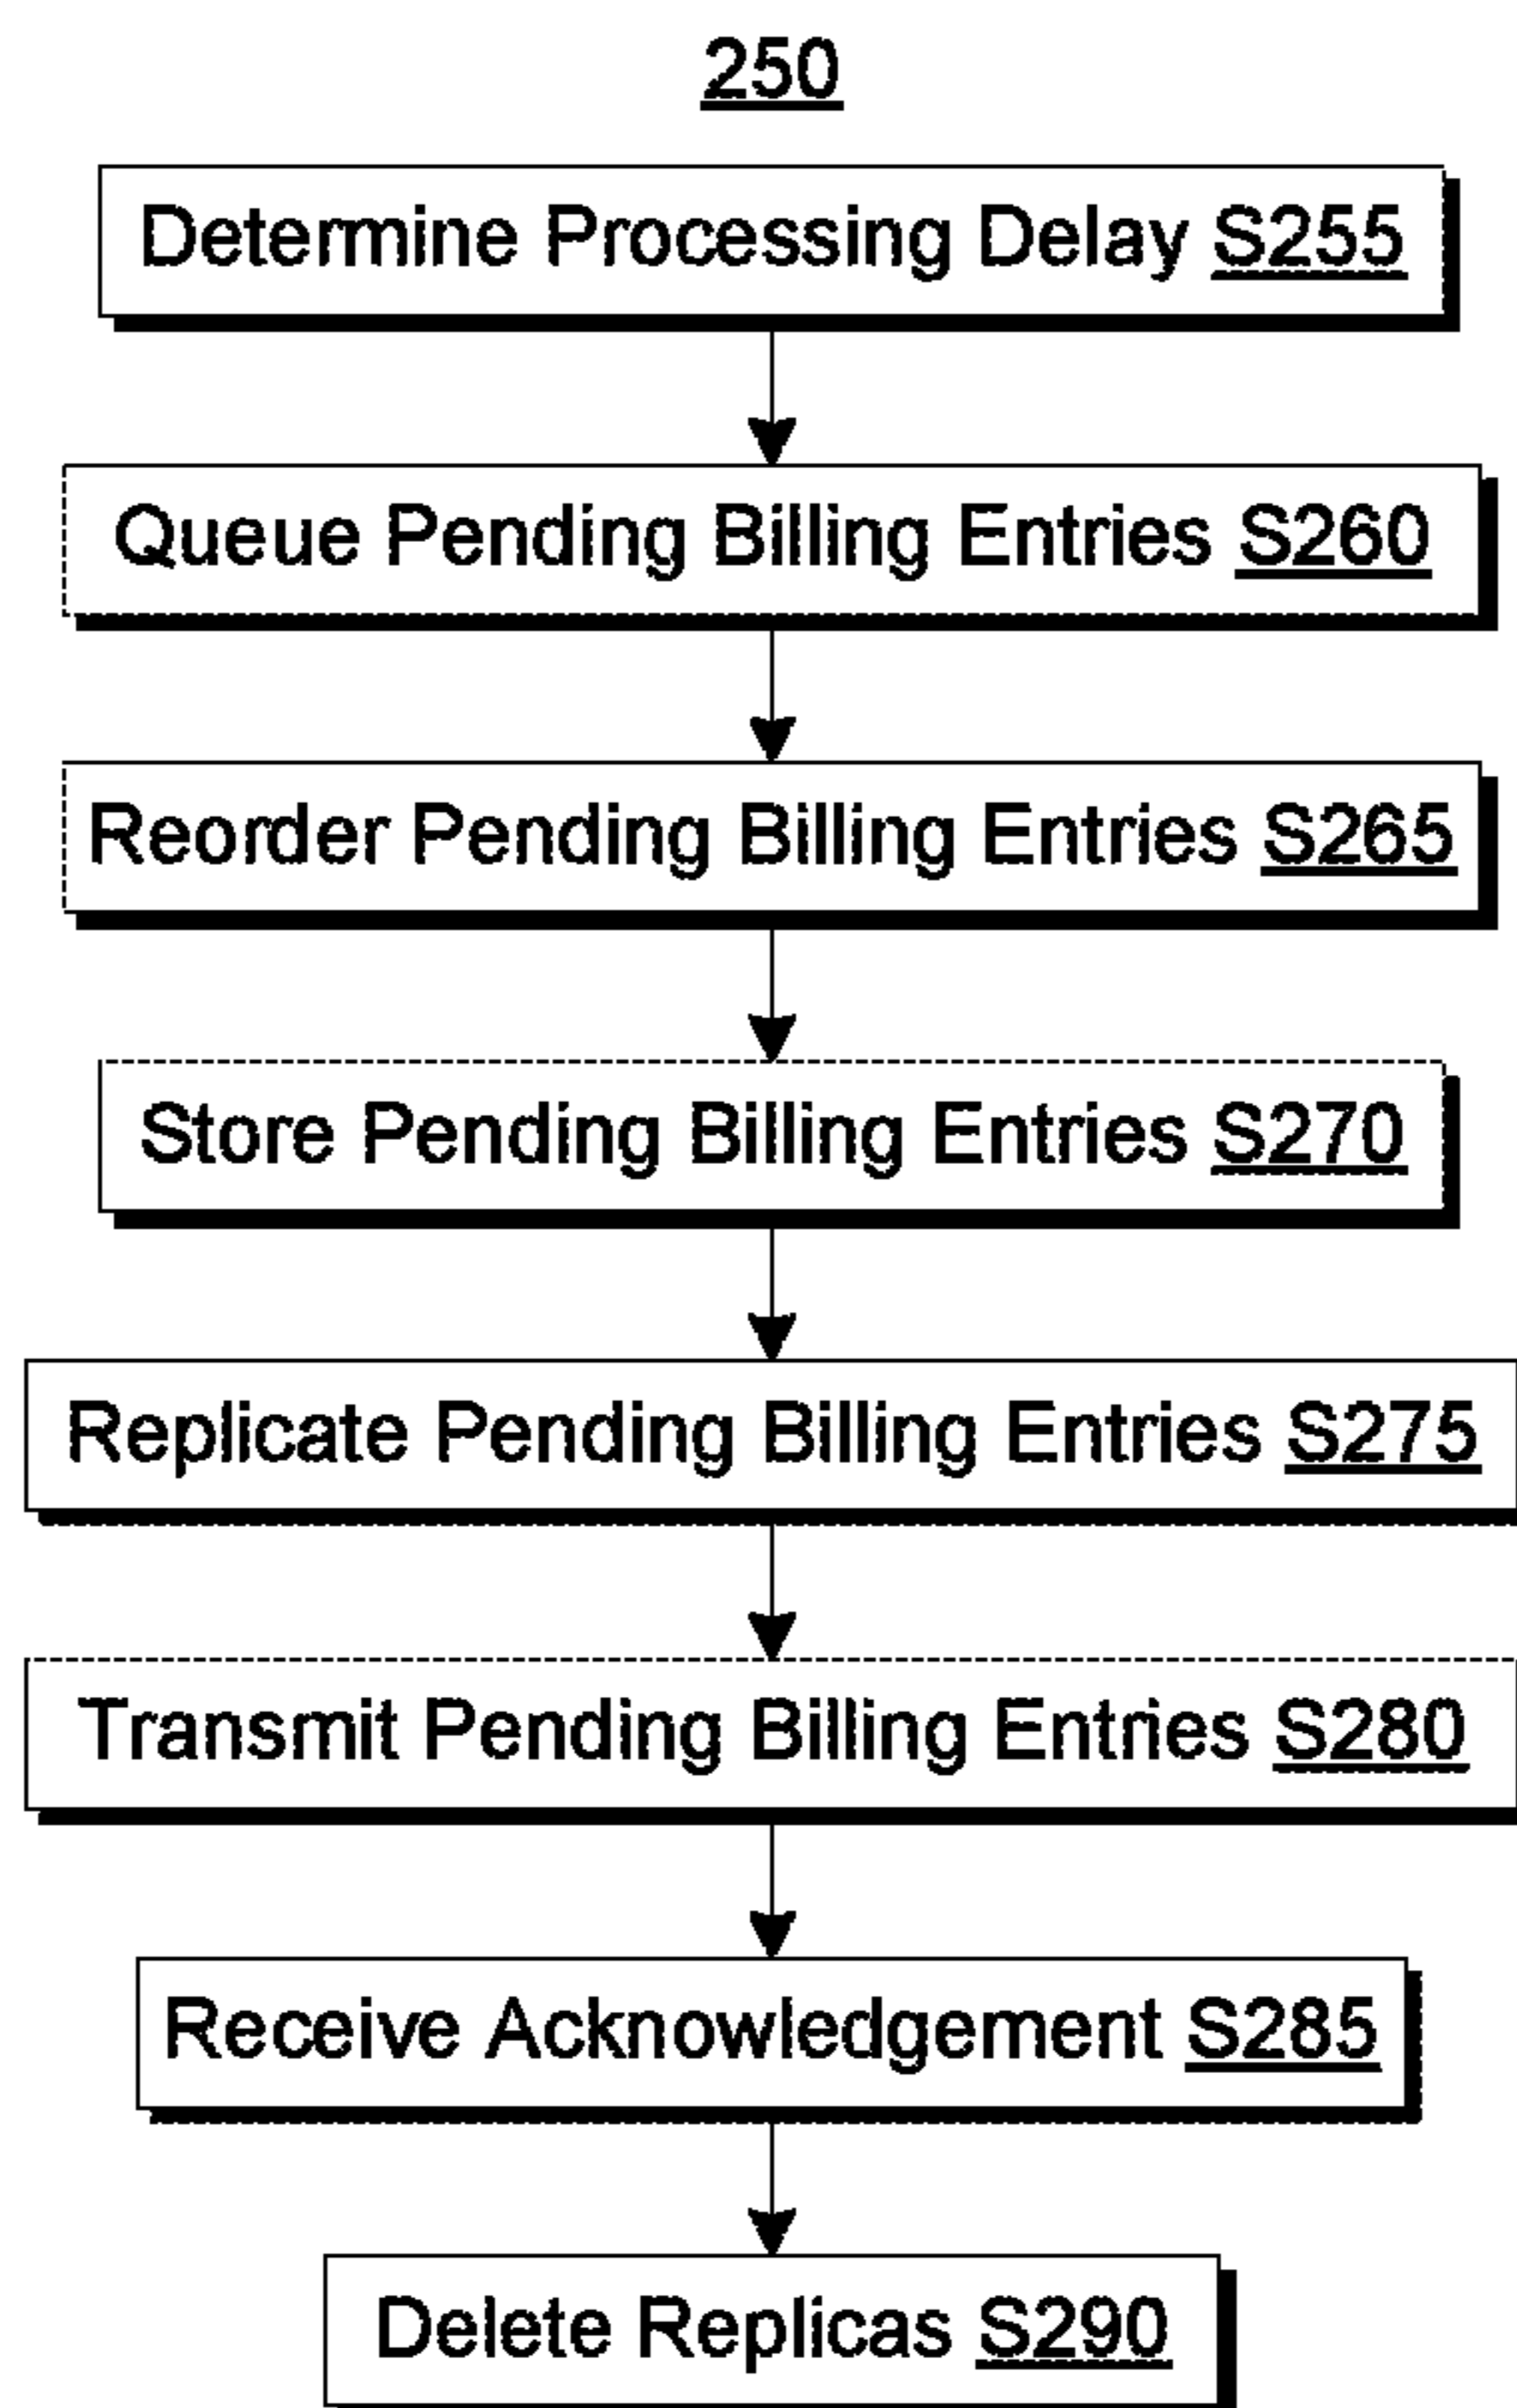 250
Determine Processing Delay S255
Queue Pending Billing Entries S260
Reorder Pending Billing Entries S265
Store Pending Billing Entries S270
Replicate Pending Billing Entries S275
Transmit Pending Billing Entries S280
Receive Acknowledgement S285
Delete Replicas S290